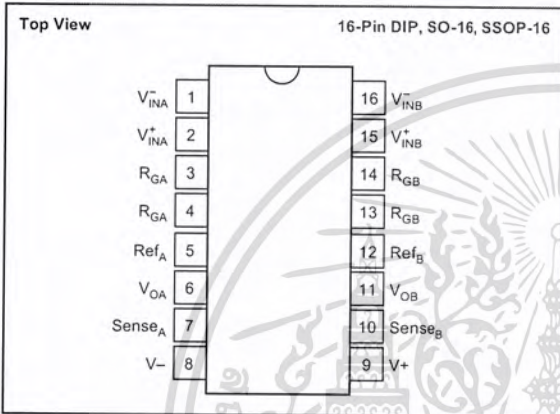 Top View 16-Pin DIP, SO-16, SSOP-16
V⁻INA 1 16 V⁻INB
V⁺INA 2 15 V⁺INB
RGA 3 14 RGB
RGA 4 13 RGB
RefA 5 12 RefB
VOA 6 11 VOB
SenseA 7 10 SenseB
V– 8 9 V+